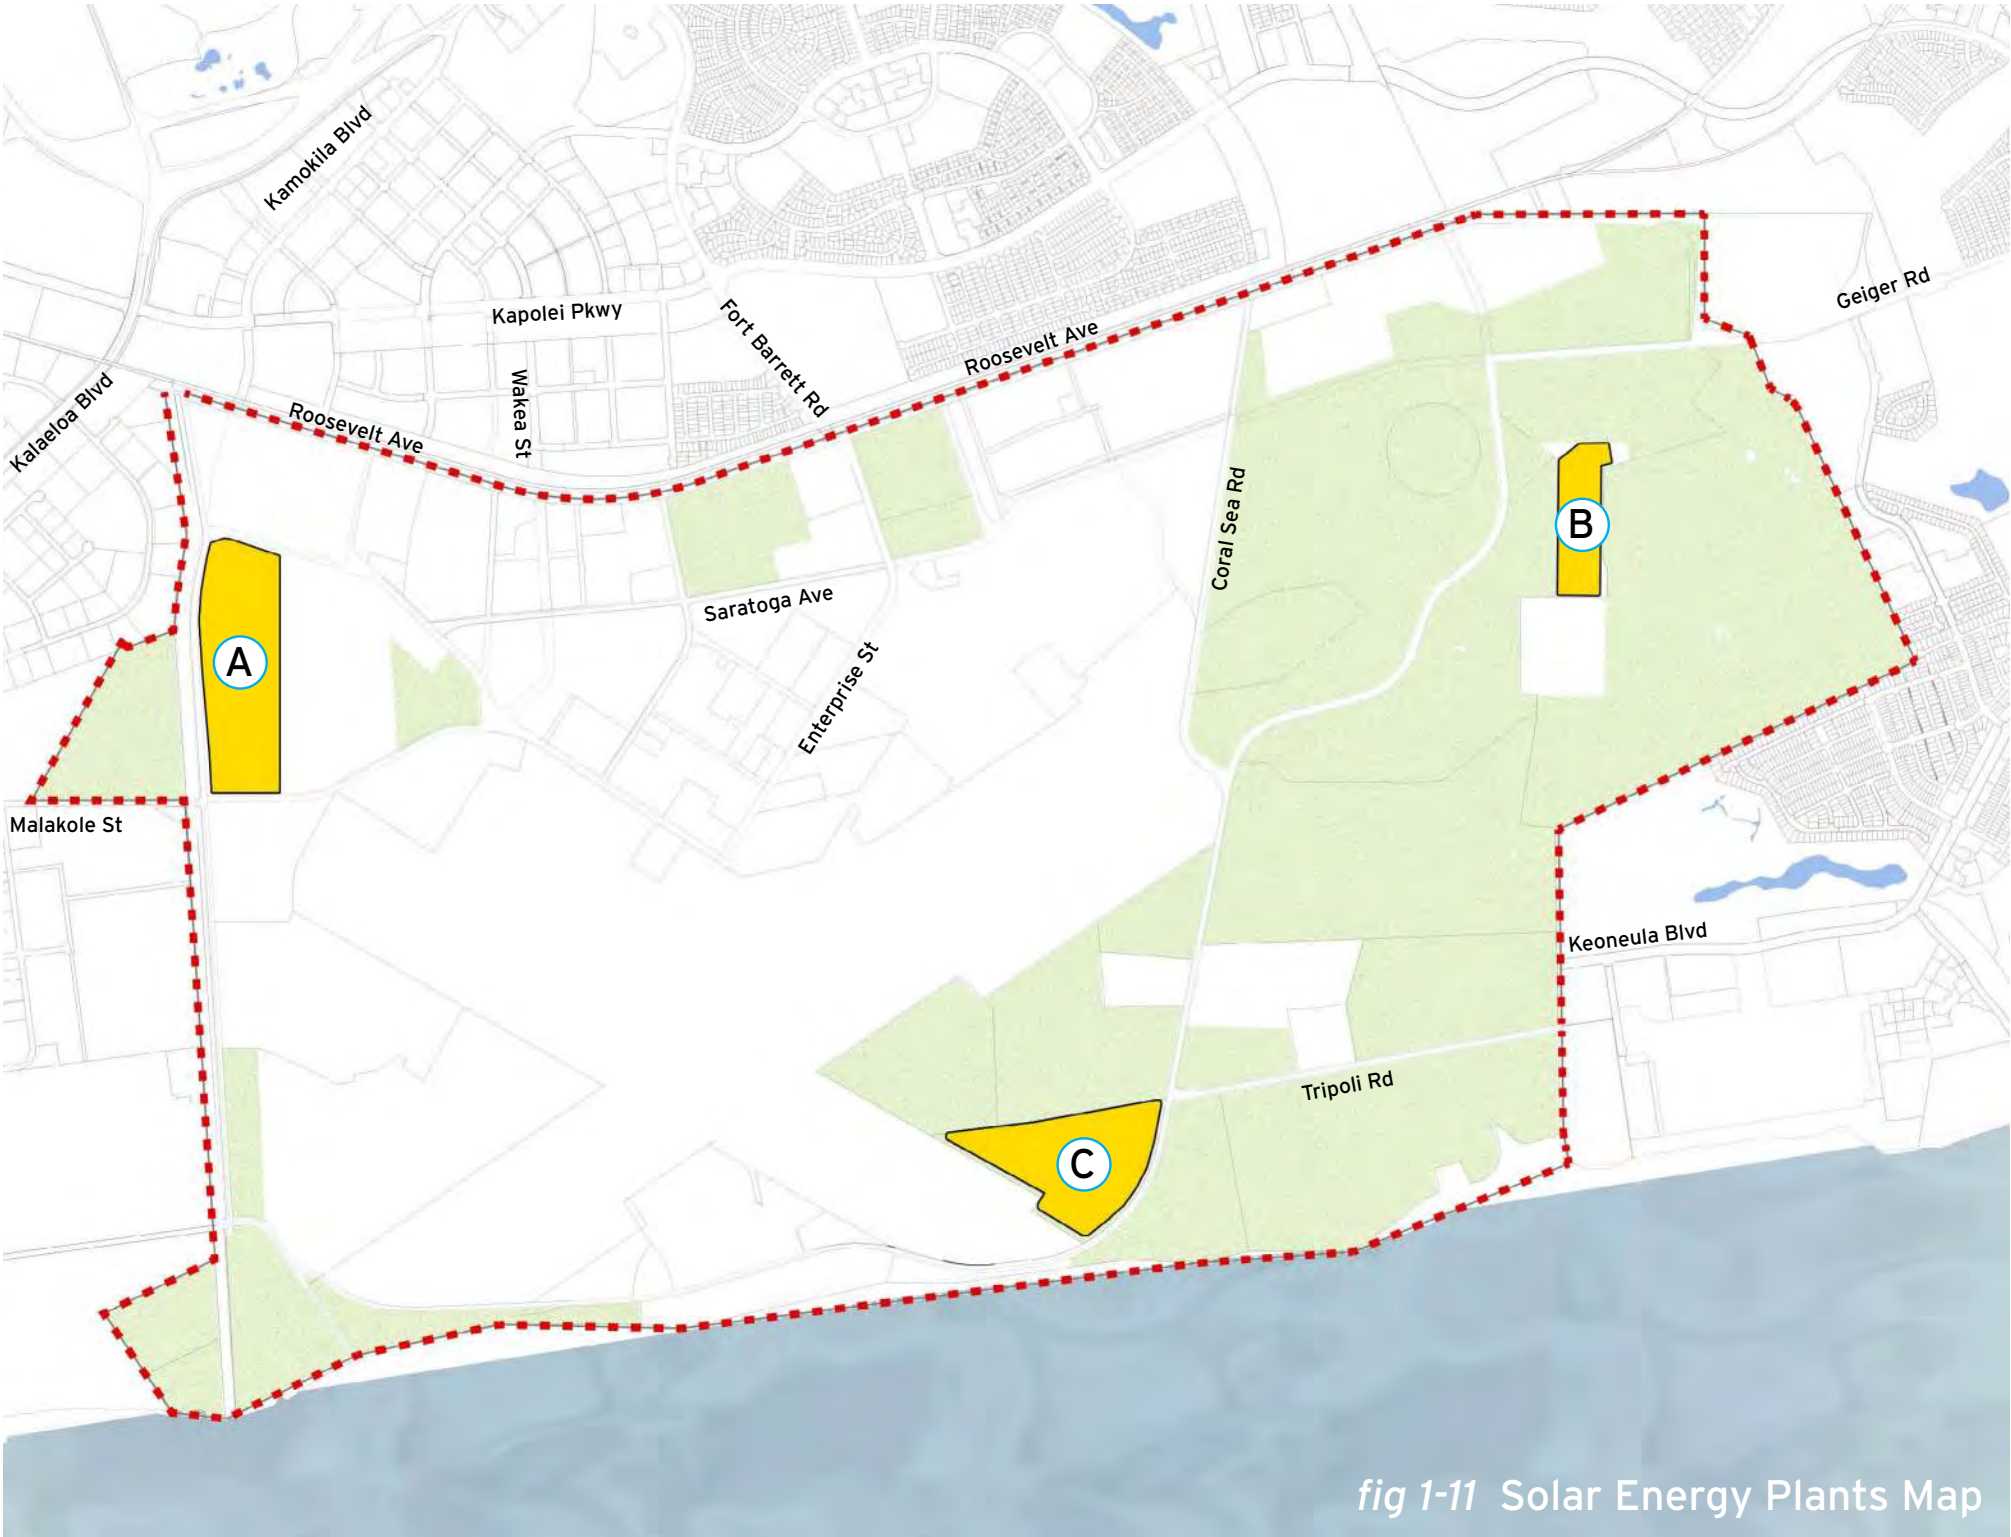 Kamokila Blvd
Geiger Rd
Kapolei Pkwy
Fort Barrett Rd
Roosevelt Ave
Wakea St
Kalaeloa Blvd
Roosevelt Ave
Coral Sea Rd
B
Saratoga Ave
A
Enterprise St
Malakole St
Keoneula Blvd
Tripoli Rd
C
fig 1-11 Solar Energy Plants Map